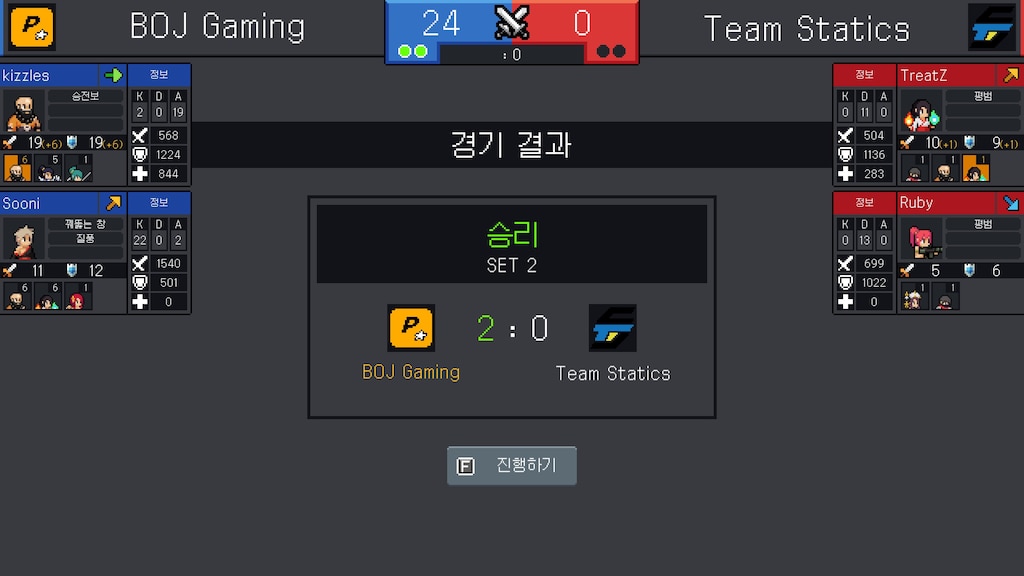 BOJ Gaming
24
0
Team Statics
: 0
kizzles
정보
승전보
K D A
2 0 19
19(+6) 19(+6)
568
1224
844
6 5 1
Sooni
정보
꿰뚫는 창
질풍
K D A
22 0 2
11 12
1540
501
0
6 6 1
경기 결과
승리
SET 2
2 : 0
BOJ Gaming
Team Statics
F 진행하기
정보
TreatZ
평범
K D A
0 11 0
10(+1) 9(+1)
504
1136
283
1 1 1
정보
Ruby
평범
K D A
0 13 0
5 6
699
1022
0
1 1